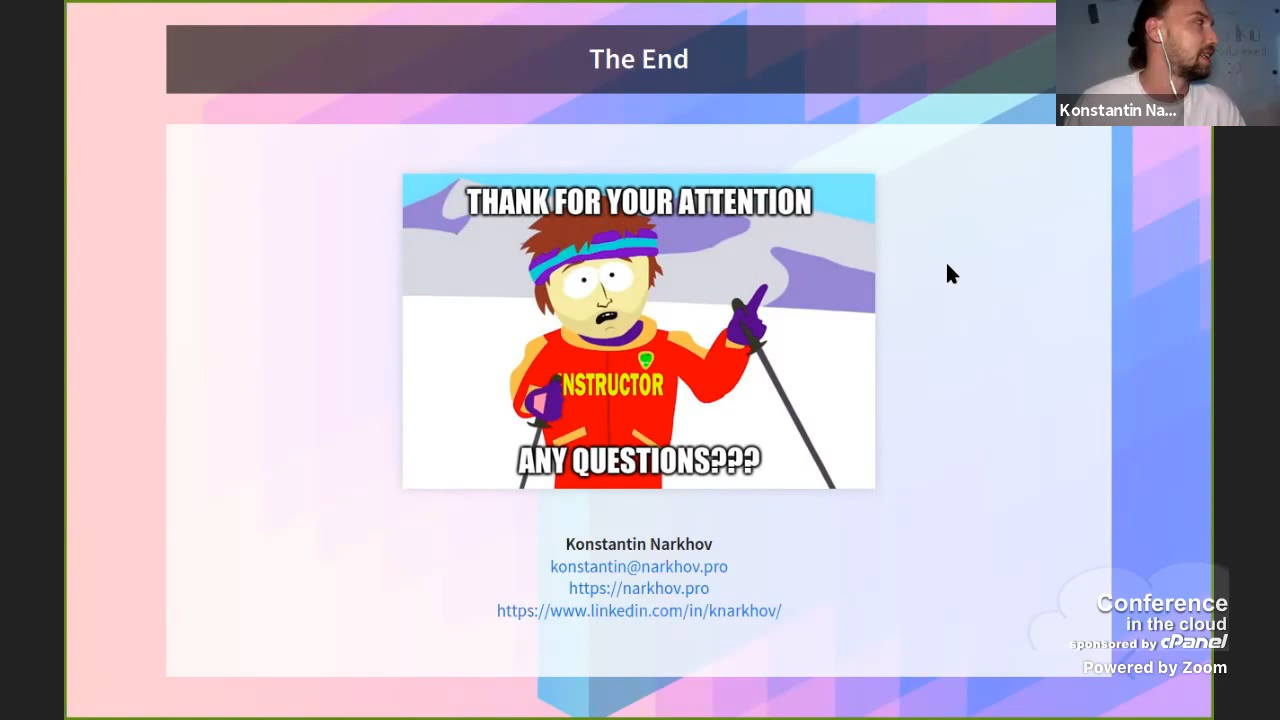 The End
Konstantin Na...
THANK FOR YOUR ATTENTION
NSTRUCTOR
ANY QUESTIONS???
Konstantin Narkhov
konstantin@narkhov.pro
https://narkhov.pro
https://www.linkedin.com/in/knarkhov/
Conference
in the cloud
sponsored by cPanel
Powered by Zoom